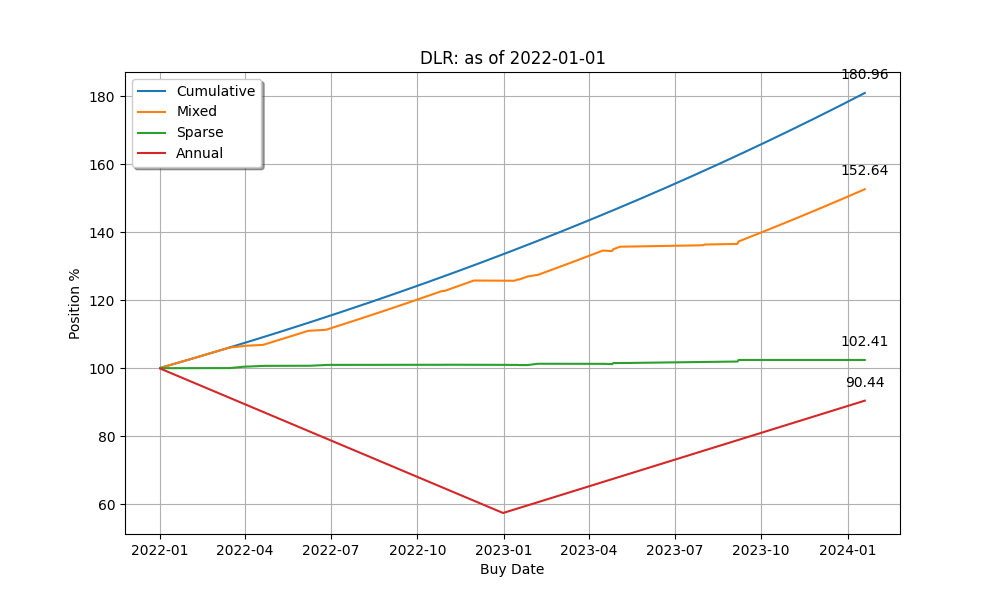 DLR: as of 2022-01-01
Cumulative
Mixed
Sparse
Annual
180.96
152.64
102.41
90.44
Position %
180
160
140
120
100
80
60
2022-01 2022-04 2022-07 2022-10 2023-01 2023-04 2023-07 2023-10 2024-01
Buy Date